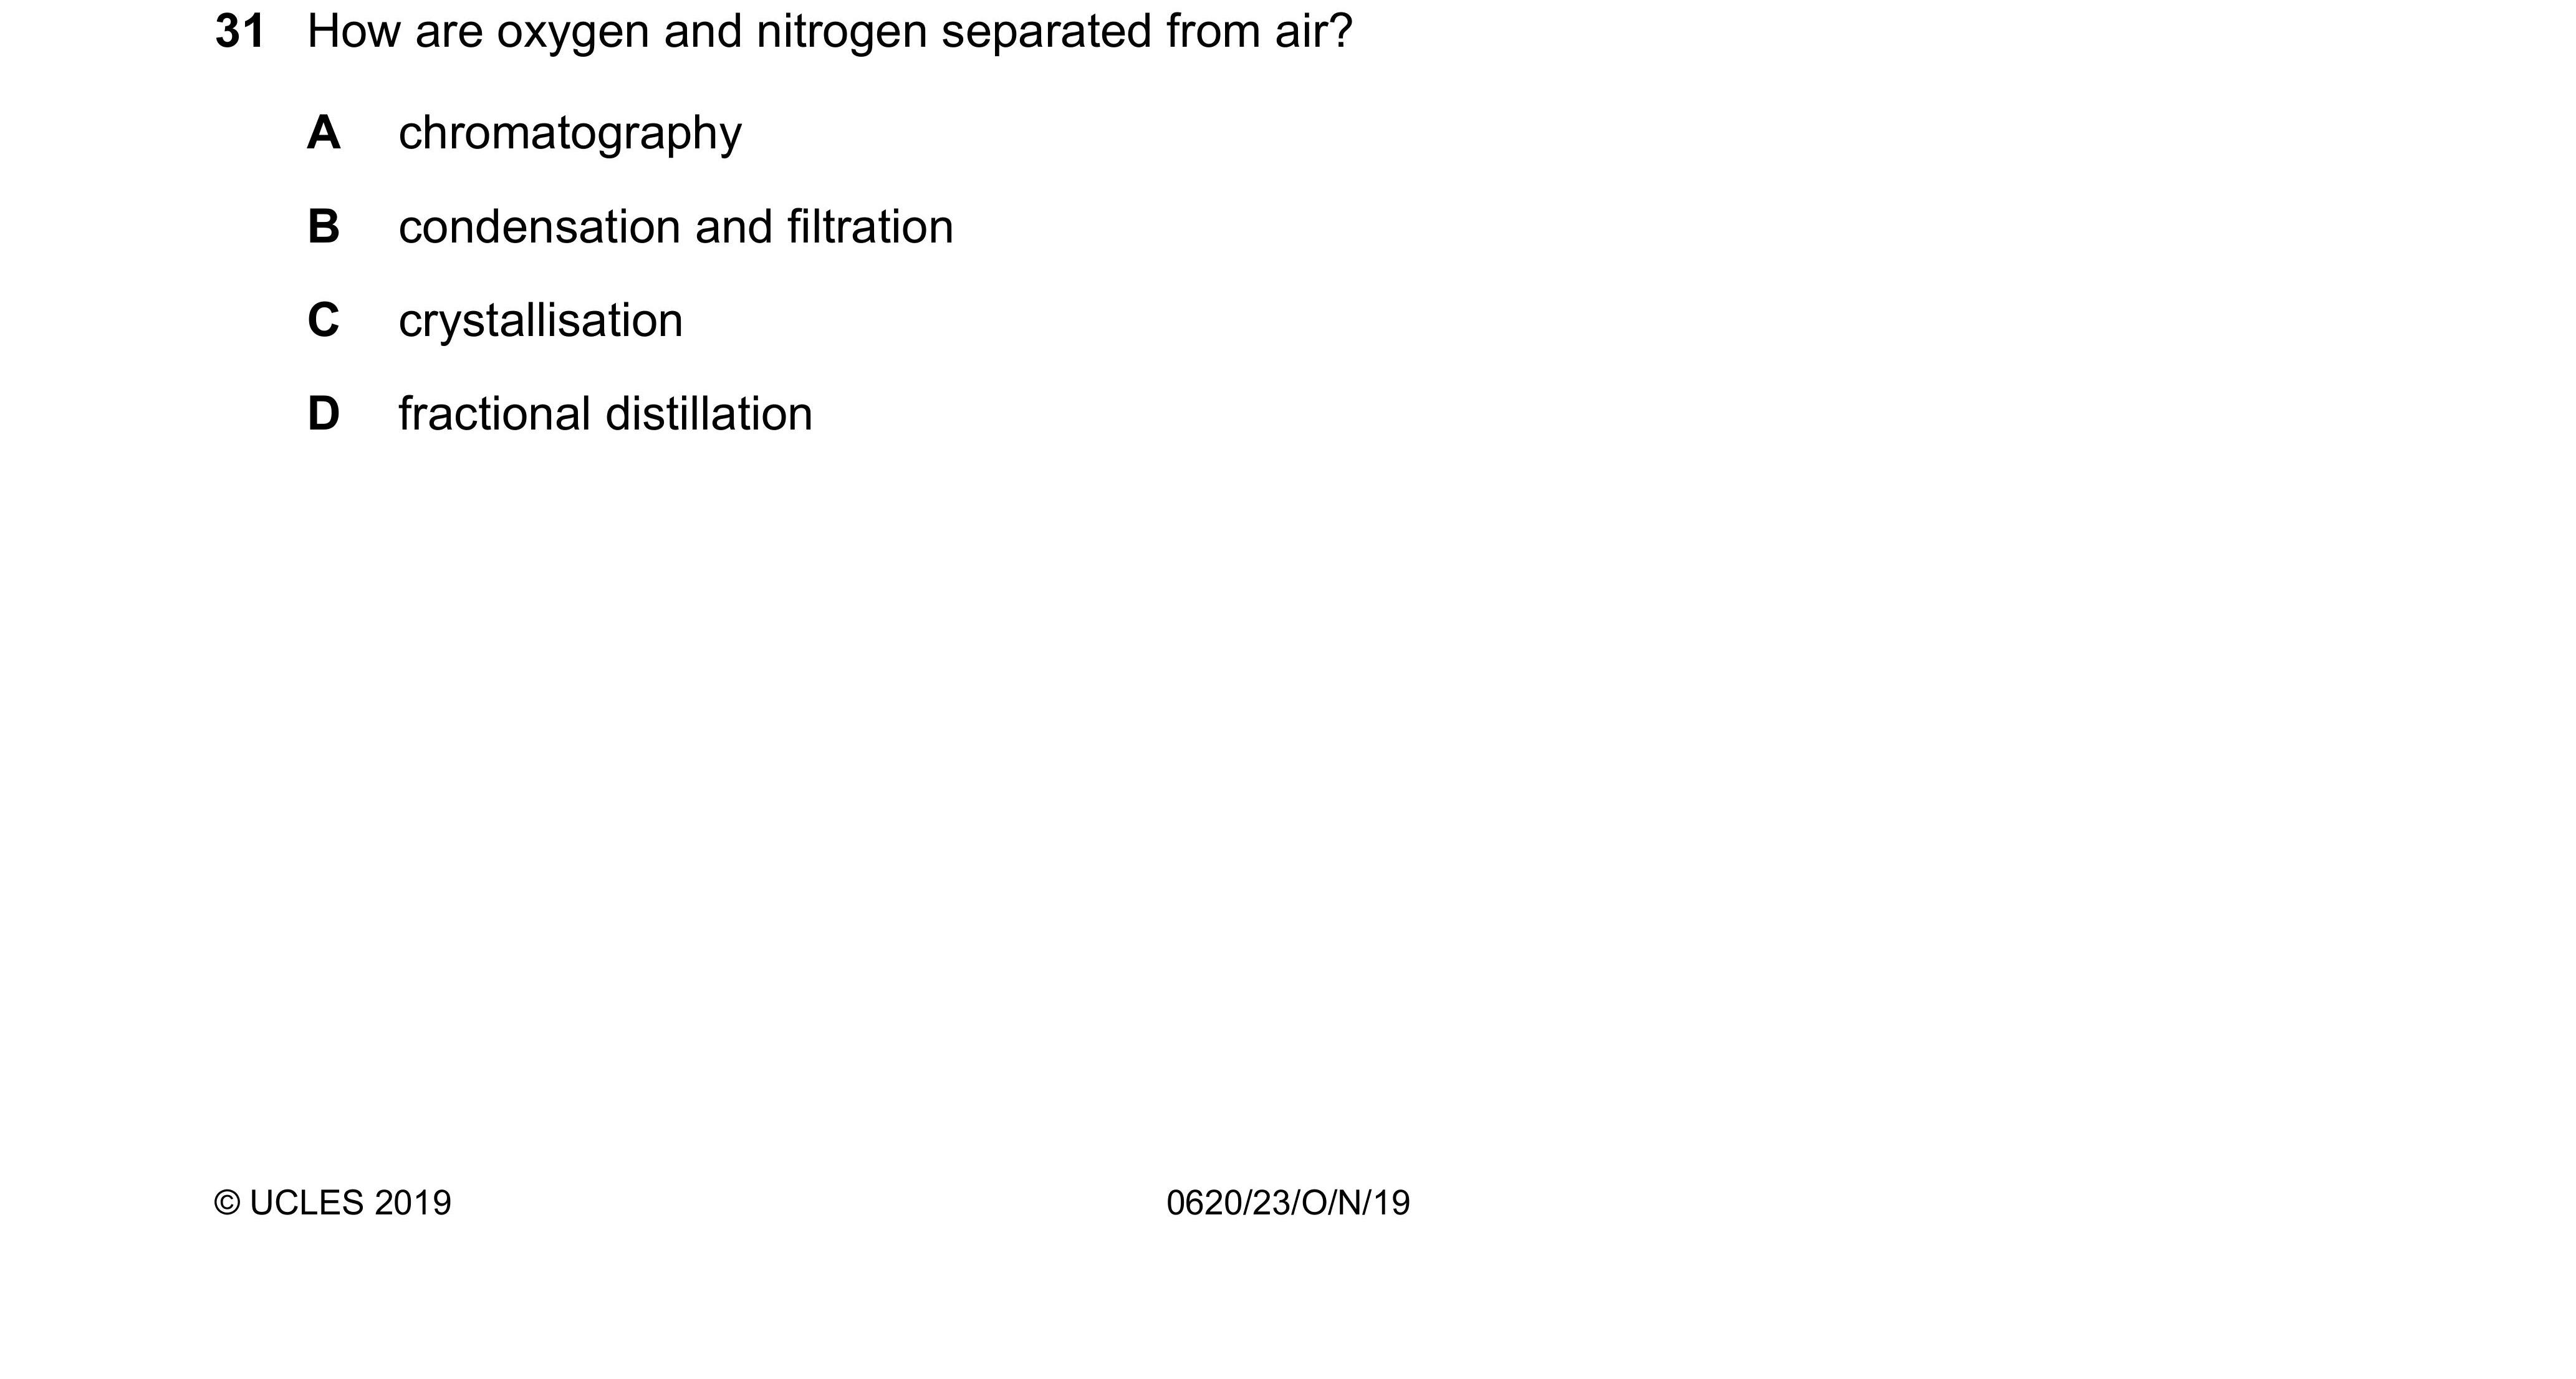 31 How are oxygen and nitrogen separated from air?
A chromatography
B condensation and filtration
C crystallisation
D fractional distillation
© UCLES 2019 0620/23/O/N/19